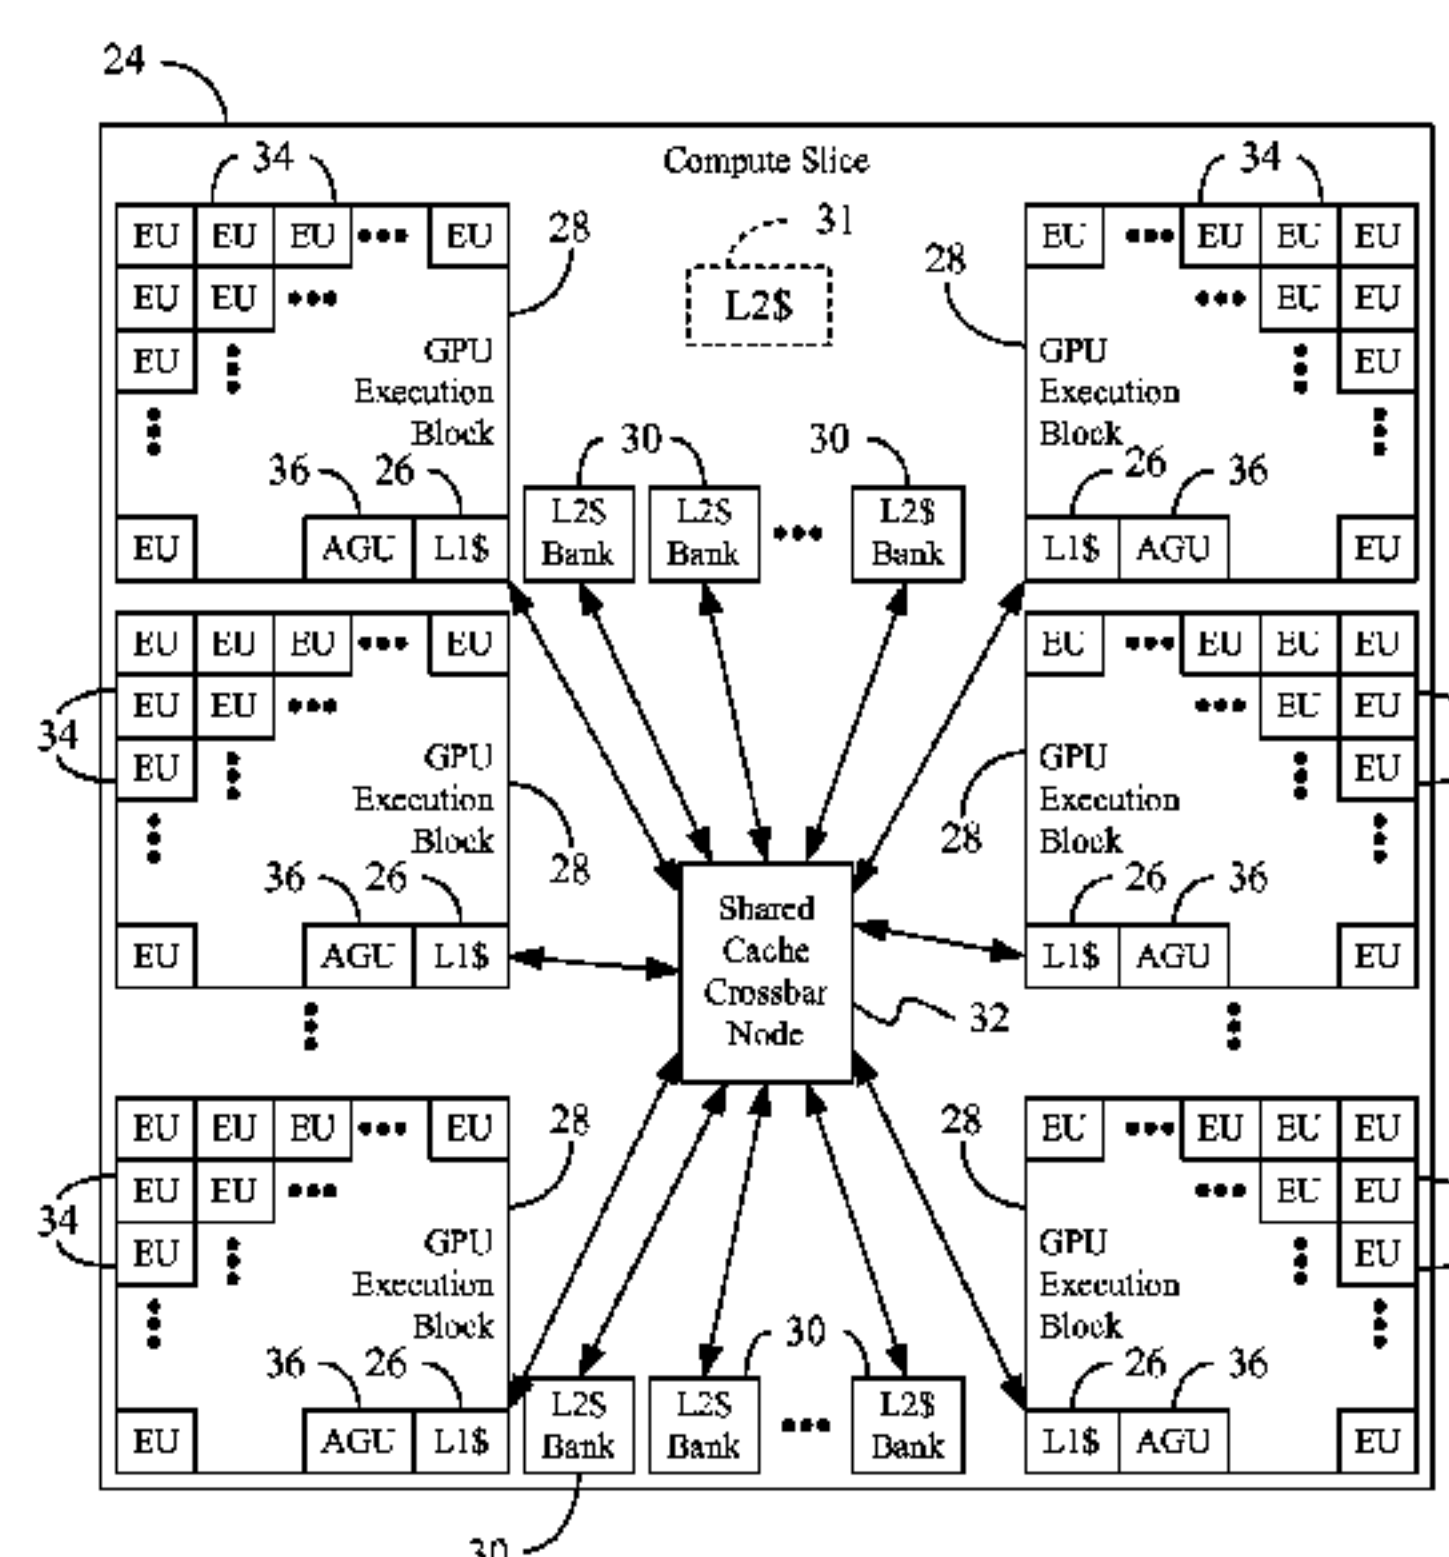 24
Compute Slice
34
34
EU EU EU ••• EU
28
31
EU ••• EU EU EU
28
EU EU •••
L2$
••• EU EU
EU
GPU
Execution
Block
GPU
Execution
Block
EU
36
26
30
30
26
36
EU
AGU
L1$
L2$
Bank
L2$
Bank
•••
L2$
Bank
L1$
AGU
EU
EU EU EU ••• EU
EU ••• EU EU EU
34
EU EU •••
••• EU EU
EU
GPU
Execution
Block
28
28
GPU
Execution
Block
EU
36
26
26
36
EU
AGU
L1$
Shared
Cache
Crossbar
Node
32
L1$
AGU
EU
EU EU EU ••• EU
28
28
EU ••• EU EU EU
34
EU EU •••
••• EU EU
EU
GPU
Execution
Block
GPU
Execution
Block
EU
36
26
30
26
36
EU
AGU
L1$
L2$
Bank
L2$
Bank
•••
L2$
Bank
L1$
AGU
EU
30